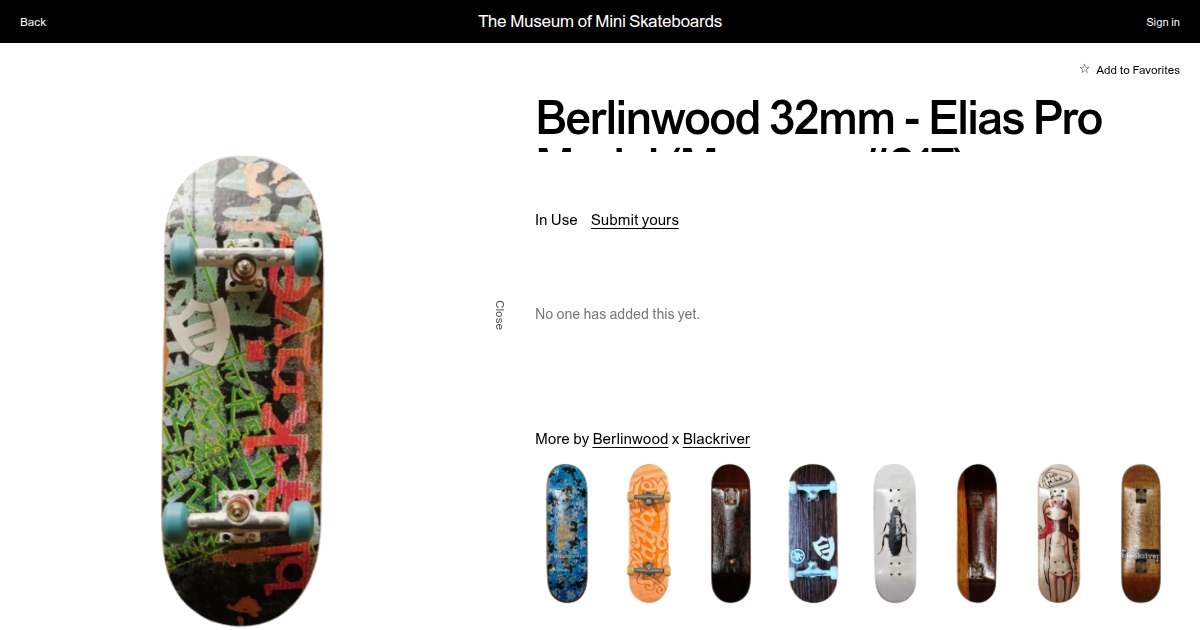 Back
The Museum of Mini Skateboards
Sign in
☆ Add to Favorites
Berlinwood 32mm - Elias Pro
In Use Submit yours
Close
No one has added this yet.
More by Berlinwood x Blackriver